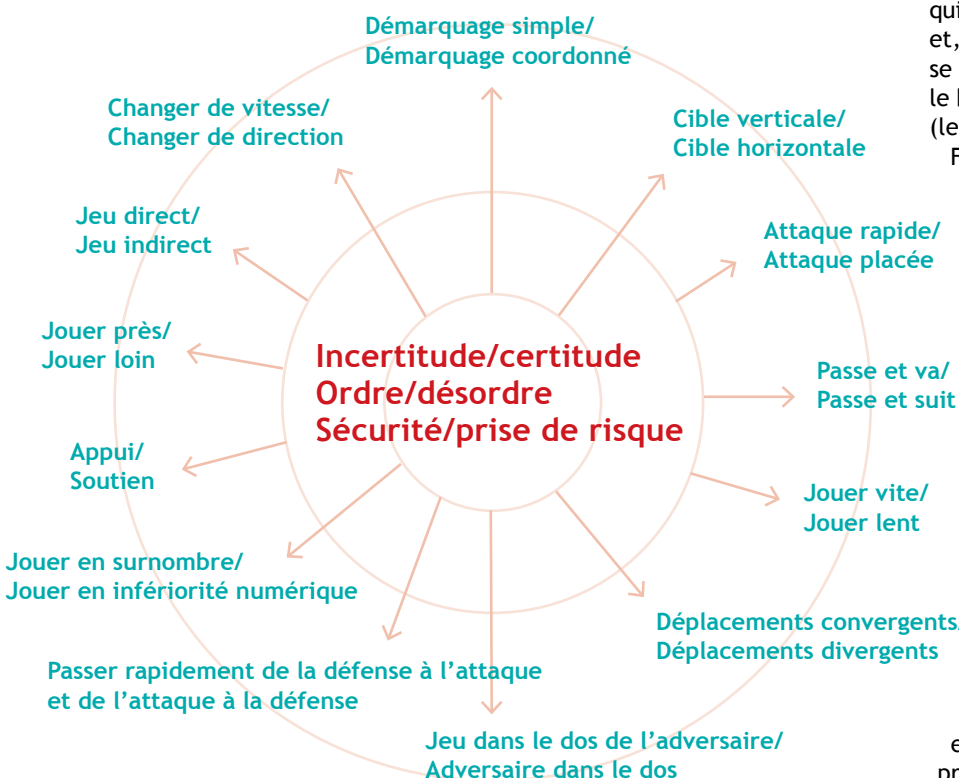 qui
et,
se
Démarquage simple/
Démarquage coordonné
(le
F
Changer de vitesse/
Changer de direction
Cible verticale/
Cible horizontale
Jeu direct/
Jeu indirect
Attaque rapide/
Attaque placée
Jouer près/
Jouer loin
Incertitude/certitude
Ordre/désordre
Sécurité/prise de risque
Passe et va/
Passe et suit
Appui/
Soutien
Jouer vite/
Jouer lent
Jouer en surnombre/
Jouer en infériorité numérique
Déplacements convergents/
Déplacements divergents
Passer rapidement de la défense à l’attaque
et de l’attaque à la défense
Jeu dans le dos de l’adversaire/
Adversaire dans le dos